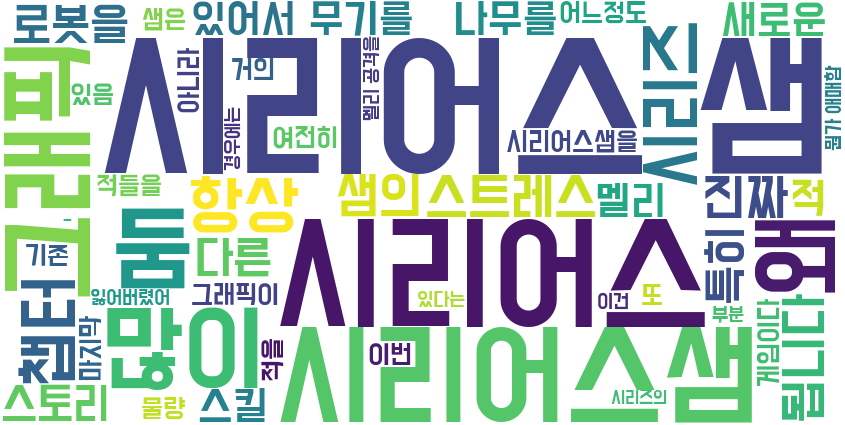 로봇을
샘은
있어서
무기를
나무를
어느정도
새로운
그래픽
있음
시리어스
아니라
거의
멜리 공격을
경우에는
여전히
시리어스샘을
시리즈
샘
뭔가 애매함
적들을
항상
샘의
스트레스
멜리
진짜
적
둠
다른
기존
시리어스
특히
왜
챕터
잃어버렸어
그래픽이
있다는
이건
또
부분
마지막
많이
적을
이번
시리어스샘
게임이다
됩니다
스토리
물량
스킬
시리즈의